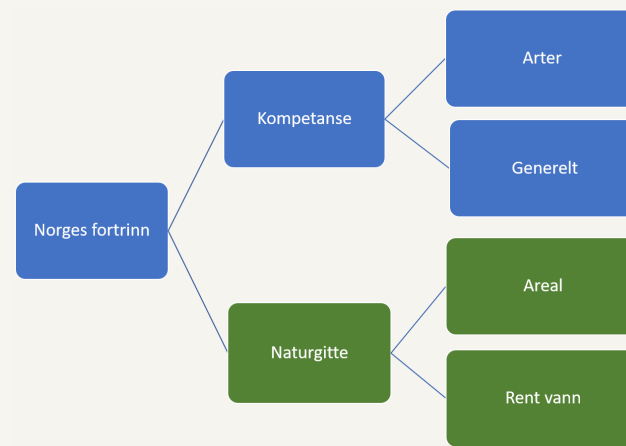 Norges fortrinn
Kompetanse
Arter
Generelt
Naturgitte
Areal
Rent vann